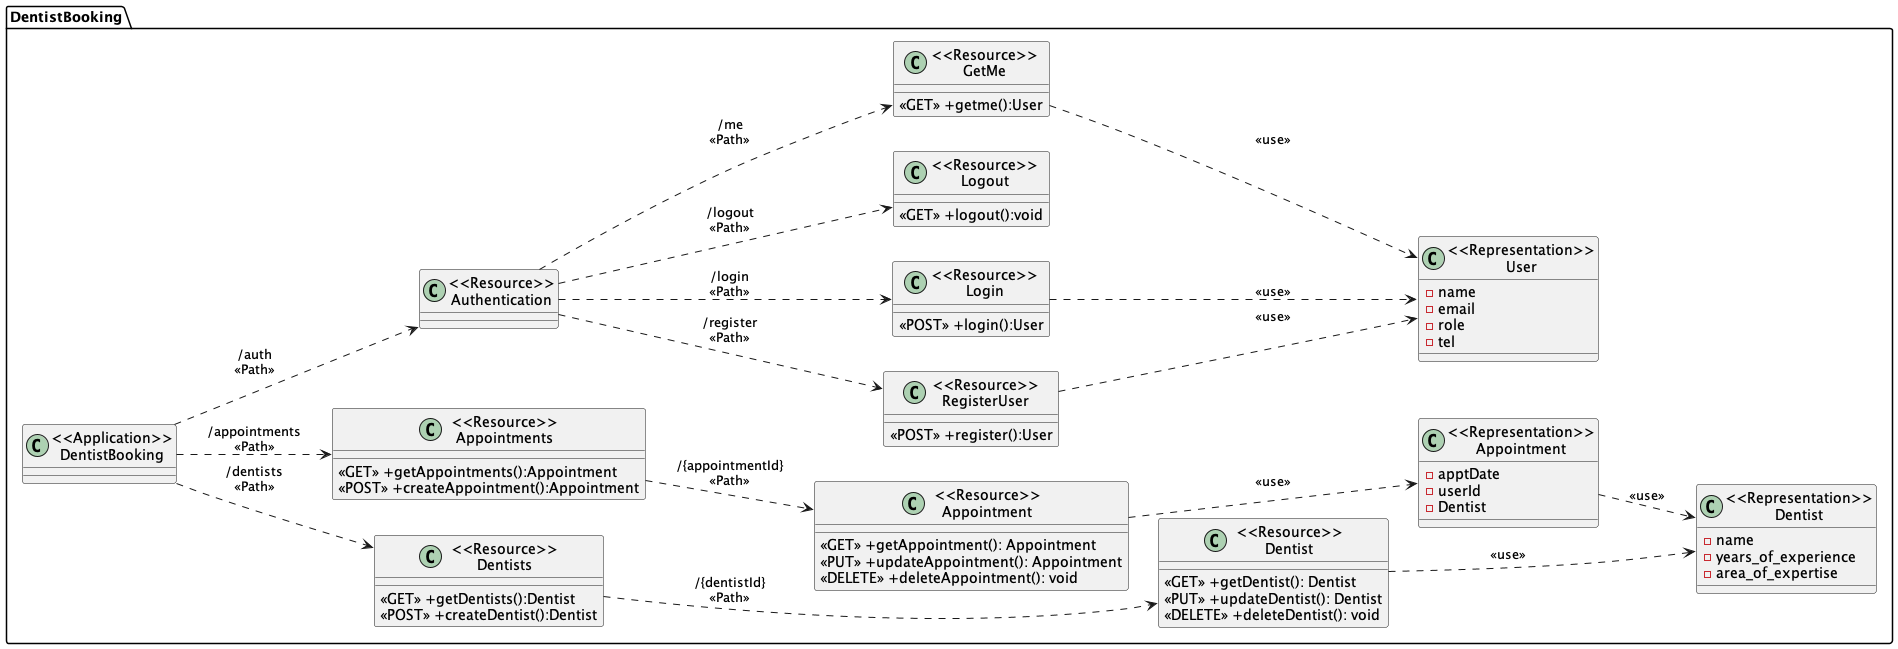 DentistBooking
<<Resource>>
GetMe
«GET» +getme():User
/me
«Path»
«use»
<<Resource>>
Logout
«GET» +logout():void
/logout
«Path»
<<Resource>>
Login
«POST» +login():User
/login
«Path»
«use»
<<Representation>>
User
name
email
role
tel
<<Resource>>
Authentication
/register
«Path»
«use»
<<Resource>>
RegisterUser
«POST» +register():User
/auth
«Path»
<<Application>>
DentistBooking
/appointments
«Path»
<<Resource>>
Appointments
«GET» +getAppointments():Appointment
«POST» +createAppointment():Appointment
/{appointmentId}
«Path»
<<Resource>>
Appointment
«GET» +getAppointment(): Appointment
«PUT» +updateAppointment(): Appointment
«DELETE» +deleteAppointment(): void
«use»
<<Representation>>
Appointment
apptDate
userId
Dentist
«use»
<<Representation>>
Dentist
name
years_of_experience
area_of_expertise
/dentists
«Path»
<<Resource>>
Dentists
«GET» +getDentists():Dentist
«POST» +createDentist():Dentist
/{dentistId}
«Path»
<<Resource>>
Dentist
«GET» +getDentist(): Dentist
«PUT» +updateDentist(): Dentist
«DELETE» +deleteDentist(): void
«use»